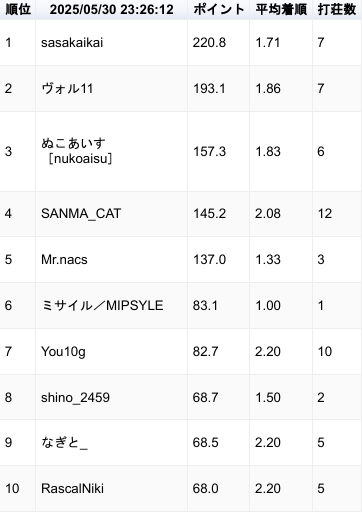 順位 2025/05/30 23:26:12 ポイント 平均着順 打荘数
1 sasakaikai 220.8 1.71 7
2 ヴォル11 193.1 1.86 7
3 ぬこあいす 157.3 1.83 6
［nukoaisu］
4 SANMA_CAT 145.2 2.08 12
5 Mr.nacs 137.0 1.33 3
6 ミサイル／MIPSYLE 83.1 1.00 1
7 You10g 82.7 2.20 10
8 shino_2459 68.7 1.50 2
9 なぎと_ 68.5 2.20 5
10 RascalNiki 68.0 2.20 5